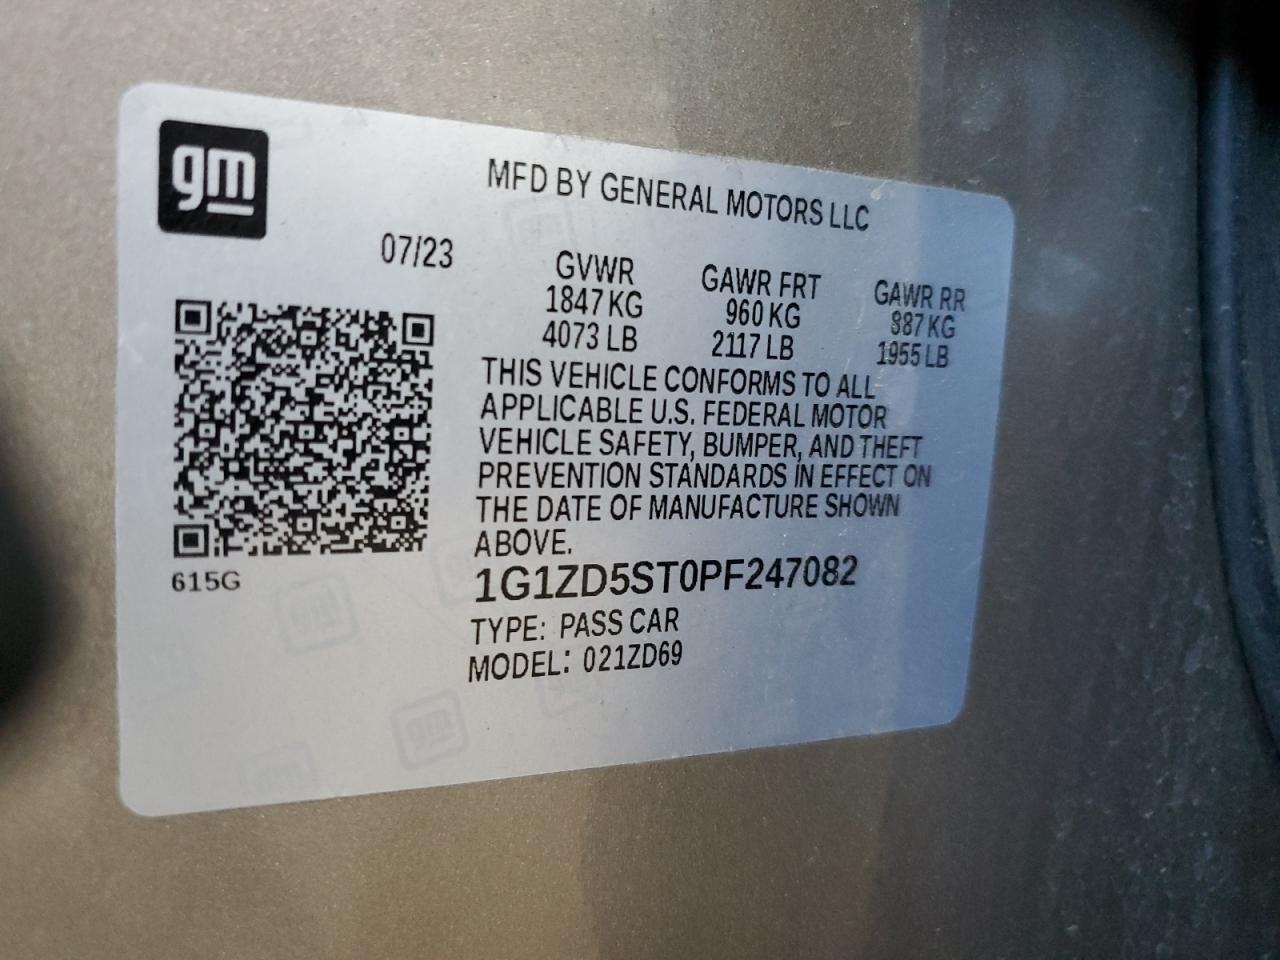 gm
MFD BY GENERAL MOTORS LLC
07/23
GVWR GAWR FRT GAWR RR
1847 KG 960 KG 887 KG
4073 LB 2117 LB 1955 LB
THIS VEHICLE CONFORMS TO ALL
APPLICABLE U.S. FEDERAL MOTOR
VEHICLE SAFETY, BUMPER, AND THEFT
PREVENTION STANDARDS IN EFFECT ON
THE DATE OF MANUFACTURE SHOWN
ABOVE.
615G
1G1ZD5ST0PF247082
TYPE: PASS CAR
MODEL: 021ZD69